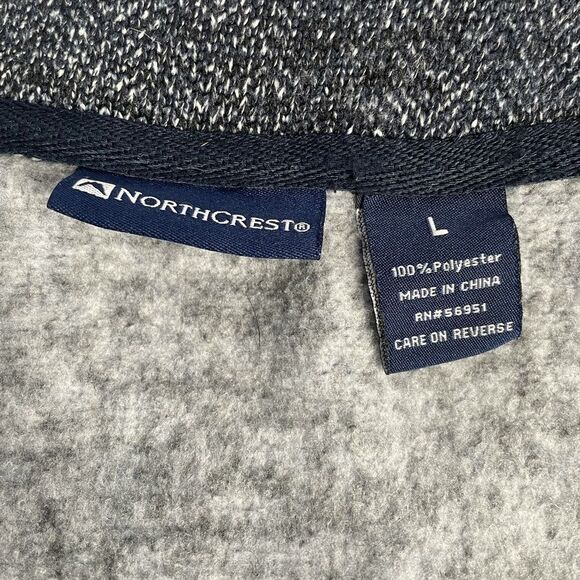 NORTHCREST®
L
100% Polyester
MADE IN CHINA
RN#56951
CARE ON REVERSE